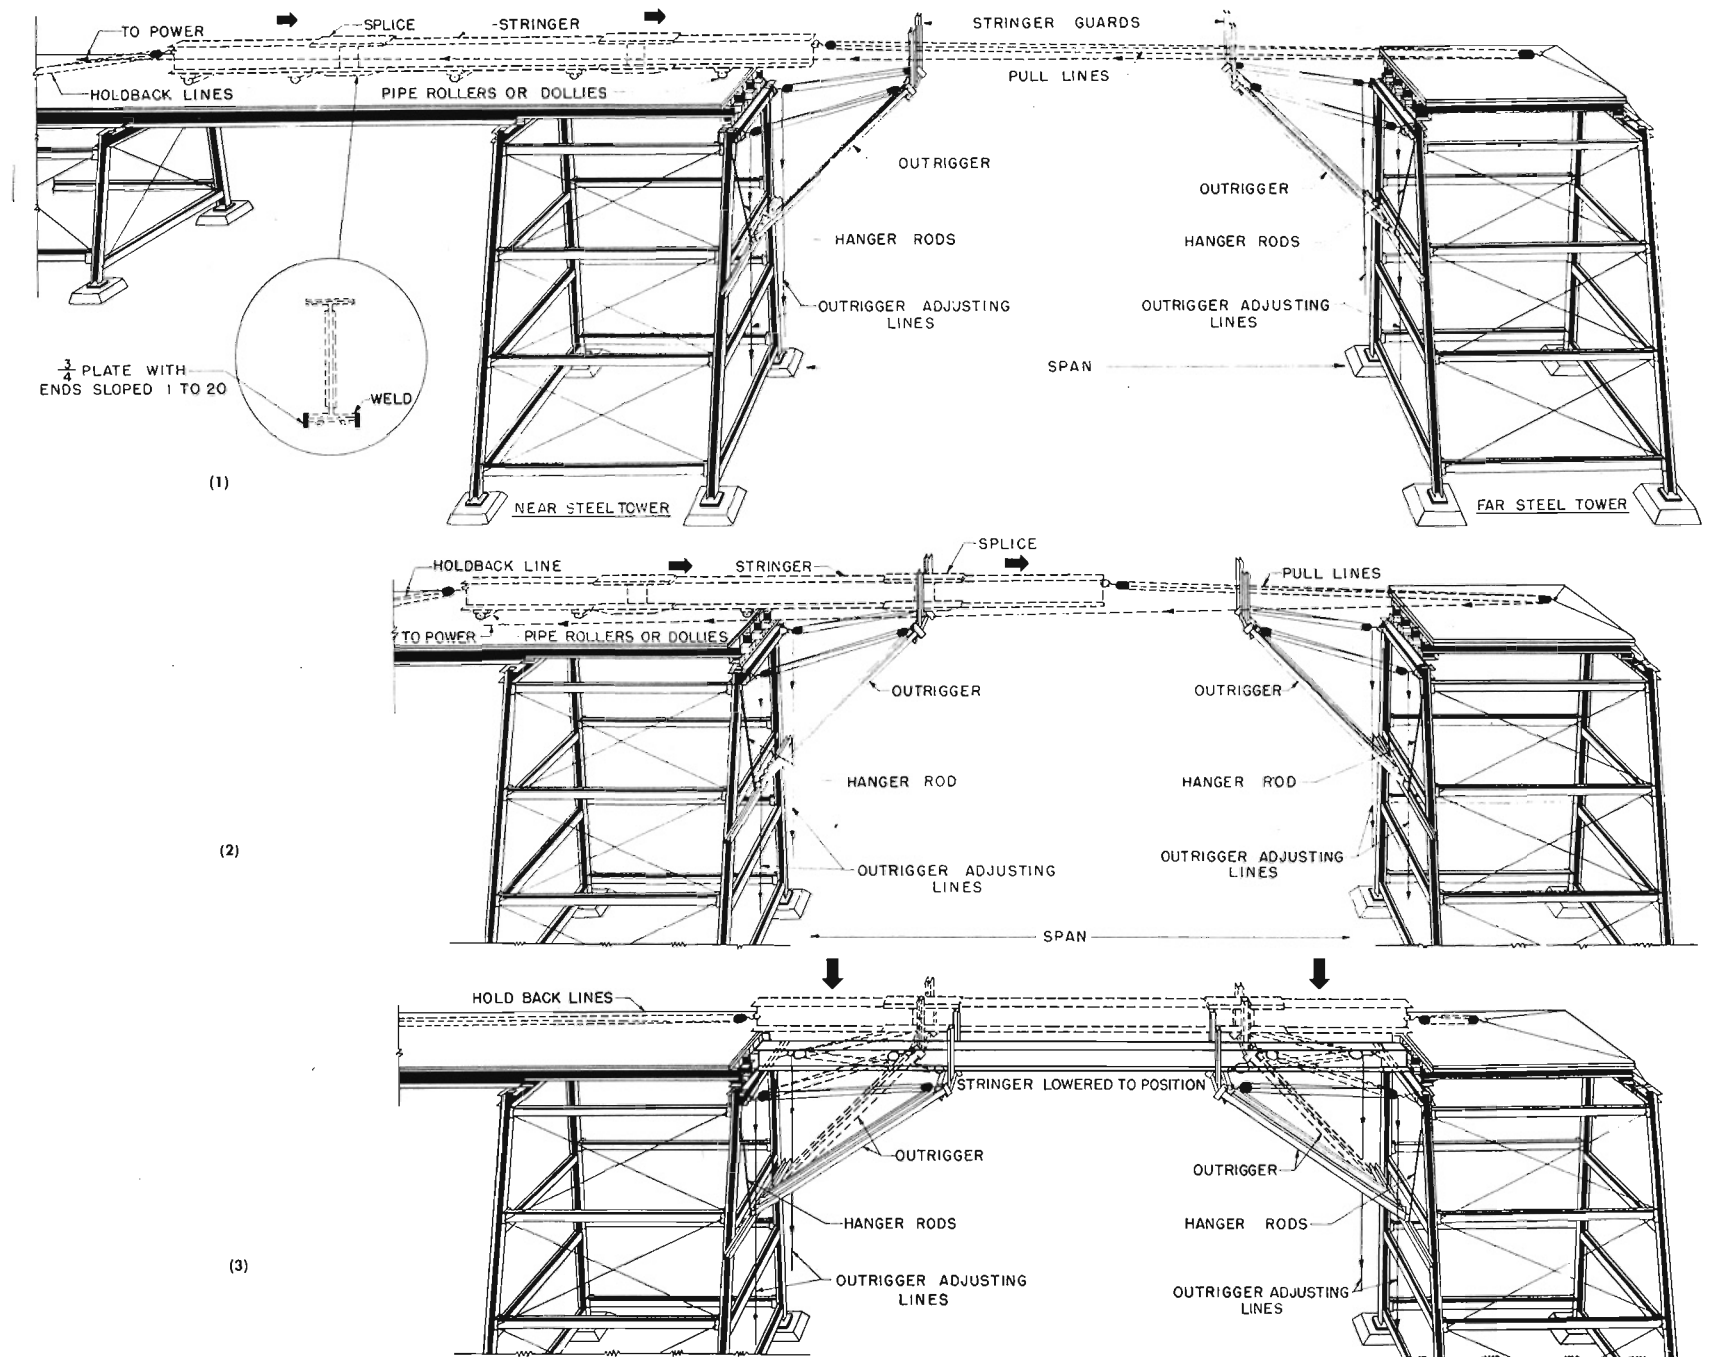 TO POWER
SPLICE
STRINGER
STRINGER GUARDS
HOLDBACK LINES
PIPE ROLLERS OR DOLLIES
PULL LINES
OUTRIGGER
OUTRIGGER
HANGER RODS
HANGER RODS
OUTRIGGER ADJUSTING
LINES
OUTRIGGER ADJUSTING
LINES
SPAN
3/4 PLATE WITH
ENDS SLOPED 1 TO 20
WELD
(1)
NEAR STEEL TOWER
FAR STEEL TOWER
HOLDBACK LINE
STRINGER
SPLICE
PULL LINES
TO POWER
PIPE ROLLERS OR DOLLIES
OUTRIGGER
OUTRIGGER
HANGER ROD
HANGER ROD
(2)
OUTRIGGER ADJUSTING
LINES
OUTRIGGER ADJUSTING
LINES
SPAN
HOLD BACK LINES
STRINGER LOWERED TO POSITION
OUTRIGGER
OUTRIGGER
HANGER RODS
HANGER RODS
(3)
OUTRIGGER ADJUSTING
LINES
OUTRIGGER ADJUSTING
LINES